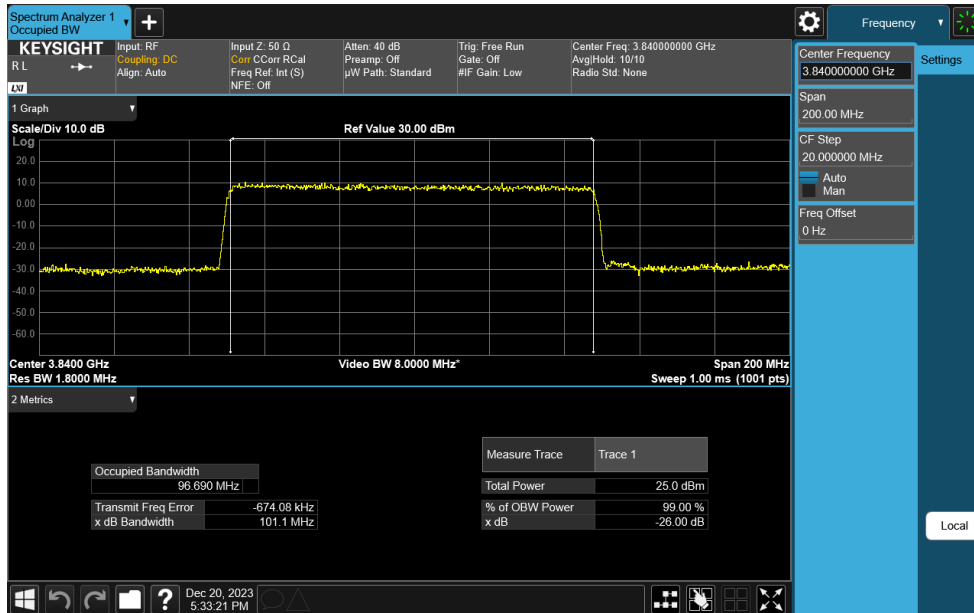 Spectrum Analyzer 1
Occupied BW
Frequency
KEYSIGHT
R L
LXI
Input: RF
Coupling: DC
Align: Auto
Input Z: 50 Ω
Corr CCorr RCal
Freq Ref: Int (S)
NFE: Off
Atten: 40 dB
Preamp: Off
µW Path: Standard
Trig: Free Run
Gate: Off
#IF Gain: Low
Center Freq: 3.840000000 GHz
Avg|Hold: 10/10
Radio Std: None
Center Frequency
3.840000000 GHz
Settings
Span
200.00 MHz
CF Step
20.000000 MHz
Auto
Man
Freq Offset
0 Hz
Local
1 Graph
Scale/Div 10.0 dB
Ref Value 30.00 dBm
Log
20.0
10.0
0.00
-10.0
-20.0
-30.0
-40.0
-50.0
-60.0
Center 3.8400 GHz
Video BW 8.0000 MHz*
Span 200 MHz
Res BW 1.8000 MHz
Sweep 1.00 ms (1001 pts)
2 Metrics
Measure Trace
Trace 1
Occupied Bandwidth
96.690 MHz
Total Power
25.0 dBm
Transmit Freq Error
-674.08 kHz
% of OBW Power
99.00 %
x dB Bandwidth
101.1 MHz
x dB
-26.00 dB
?
Dec 20, 2023
5:33:21 PM